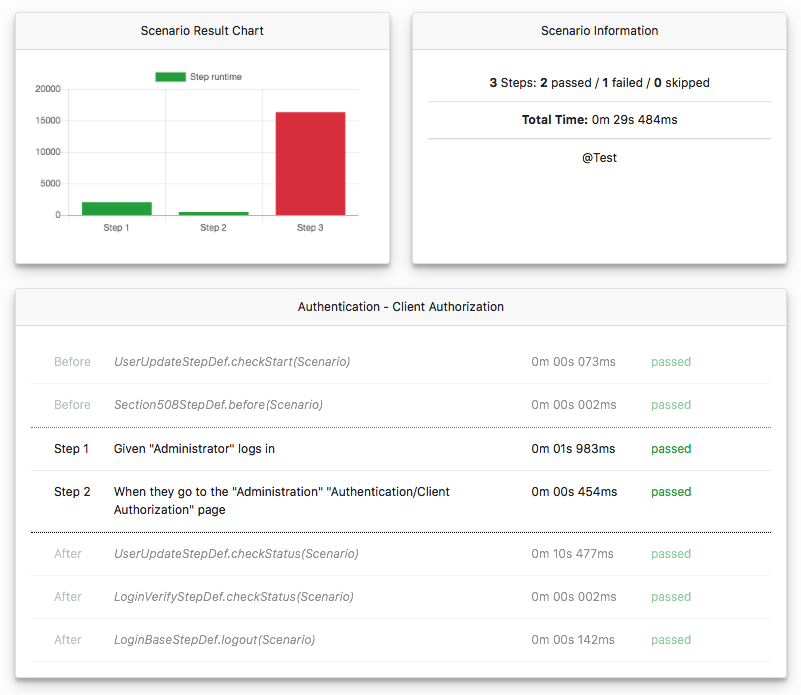 Scenario Result Chart
Step runtime
20000
15000
10000
5000
0
Step 1 Step 2 Step 3
Scenario Information
3 Steps: 2 passed / 1 failed / 0 skipped
Total Time: 0m 29s 484ms
@Test
Authentication - Client Authorization
Before UserUpdateStepDef.checkStart(Scenario) 0m 00s 073ms passed
Before Section508StepDef.before(Scenario) 0m 00s 002ms passed
Step 1 Given "Administrator" logs in 0m 01s 983ms passed
Step 2 When they go to the "Administration" "Authentication/Client 0m 00s 454ms passed
Authorization" page
After UserUpdateStepDef.checkStatus(Scenario) 0m 10s 477ms passed
After LoginVerifyStepDef.checkStatus(Scenario) 0m 00s 002ms passed
After LoginBaseStepDef.logout(Scenario) 0m 00s 142ms passed